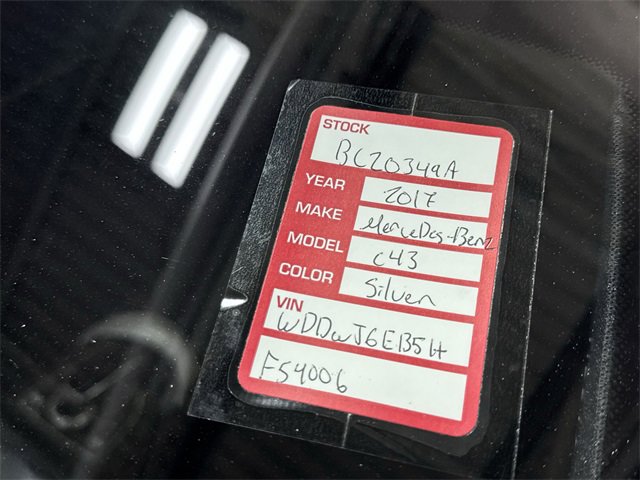 STOCK
BC20349A
YEAR 2017
MAKE Mercedes-Benz
MODEL C43
COLOR Silver
VIN
WDDWJ6EB5H
F54006